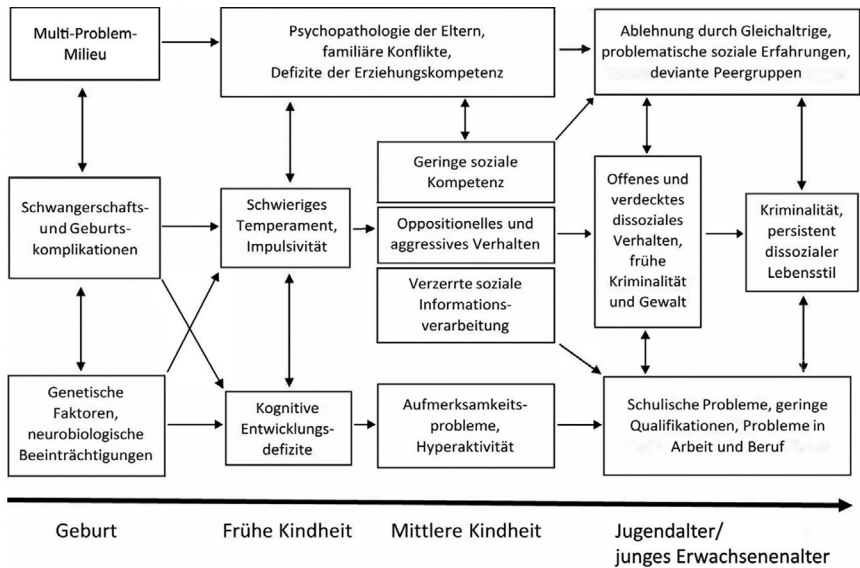 Multi-Problem-
Milieu
Psychopathologie der Eltern,
familiäre Konflikte,
Defizite der Erziehungskompetenz
Ablehnung durch Gleichaltrige,
problematische soziale Erfahrungen,
deviante Peergruppen
Schwangerschafts-
und Geburts-
komplikationen
Schwieriges
Temperament,
Impulsivität
Geringe soziale
Kompetenz
Oppositionelles und
aggressives Verhalten
Verzerrte soziale
Informations-
verarbeitung
Offenes und
verdecktes
dissoziales
Verhalten,
frühe
Kriminalität
und Gewalt
Kriminalität,
persistent
dissozialer
Lebensstil
Genetische
Faktoren,
neurobiologische
Beeinträchtigungen
Kognitive
Entwicklungs-
defizite
Aufmerksamkeits-
probleme,
Hyperaktivität
Schulische Probleme, geringe
Qualifikationen, Probleme in
Arbeit und Beruf
Geburt
Frühe Kindheit
Mittlere Kindheit
Jugendalter/
junges Erwachsenenalter